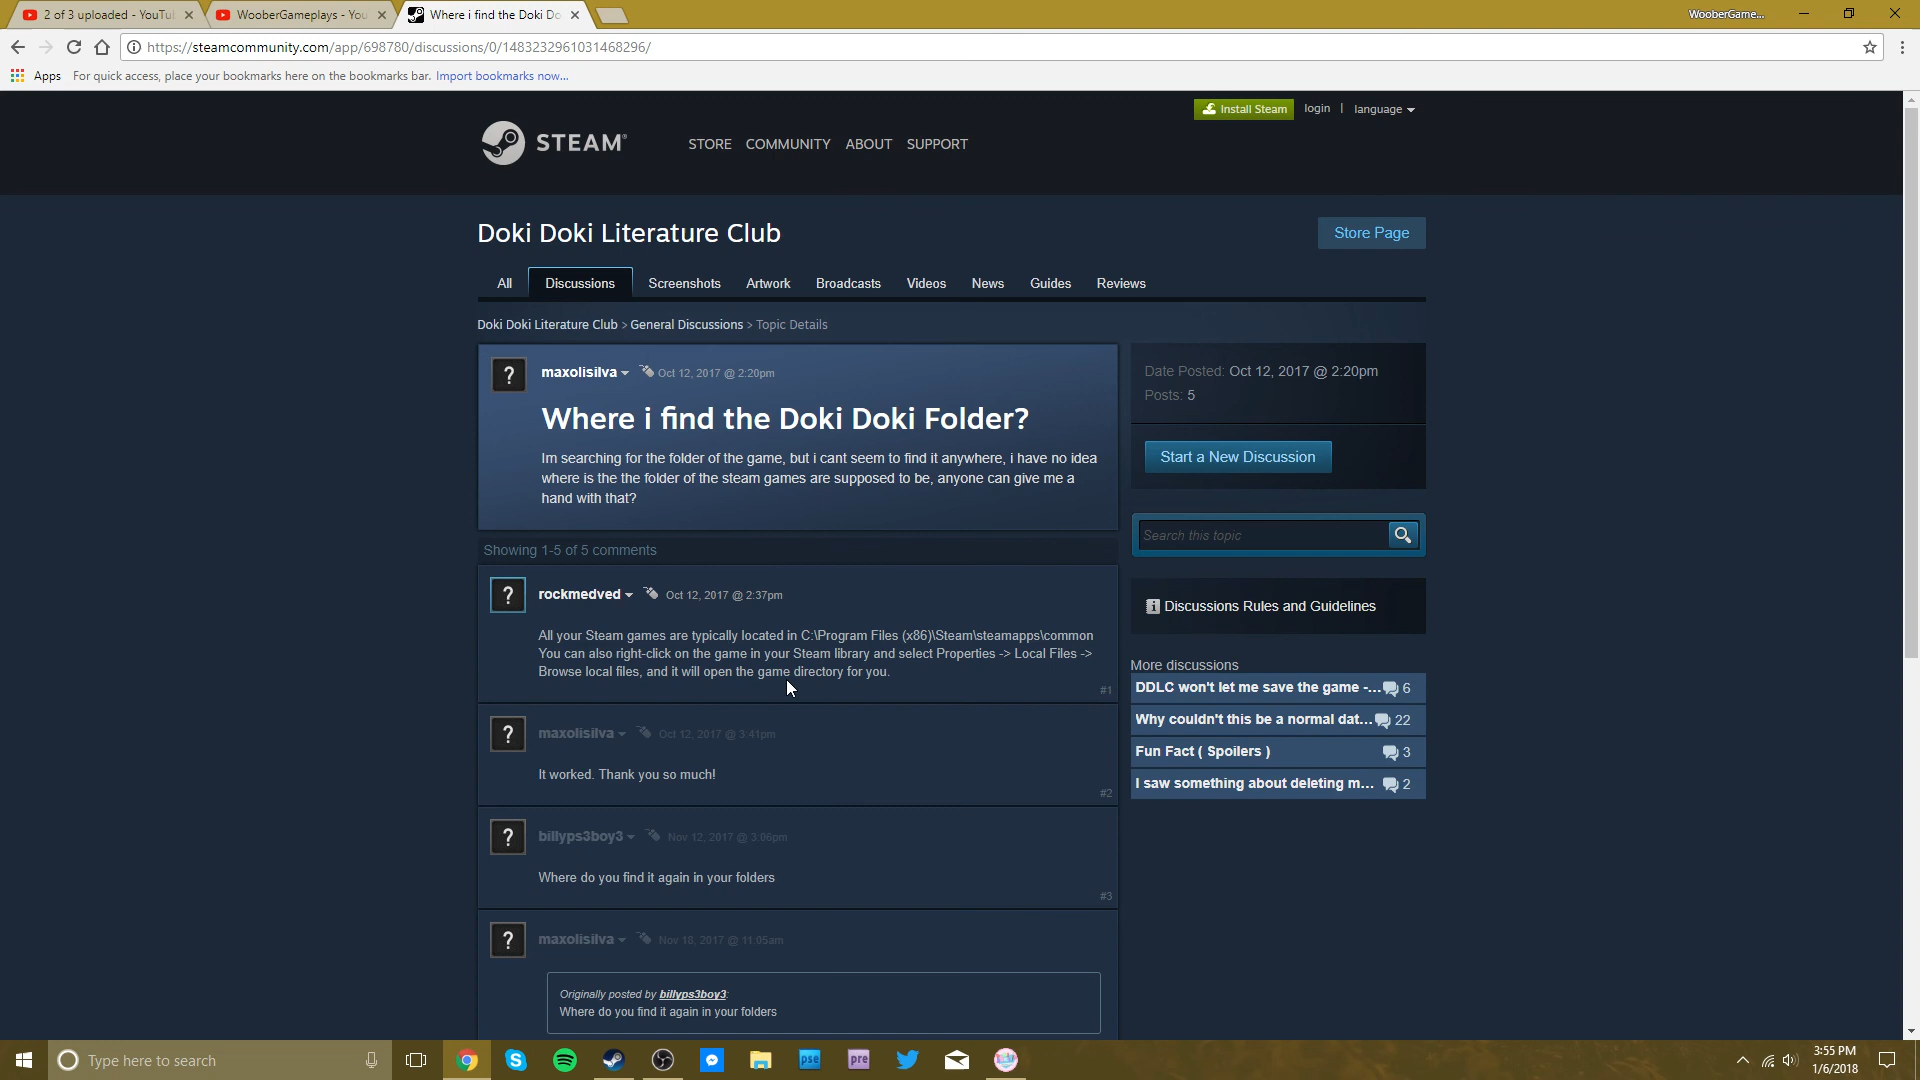 2 of 3 uploaded - YouTu
WooberGameplays - You
Where i find the Doki Do
WooberGame...
https://steamcommunity.com/app/698780/discussions/0/1483232961031468296/
Apps For quick access, place your bookmarks here on the bookmarks bar. Import bookmarks now...
Install Steam login | language
STEAM®
STORE COMMUNITY ABOUT SUPPORT
Doki Doki Literature Club
Store Page
All Discussions Screenshots Artwork Broadcasts Videos News Guides Reviews
Doki Doki Literature Club > General Discussions > Topic Details
maxolisilva Oct 12, 2017 @ 2:20pm
Where i find the Doki Doki Folder?
Im searching for the folder of the game, but i cant seem to find it anywhere, i have no idea
where is the the folder of the steam games are supposed to be, anyone can give me a
hand with that?
Date Posted: Oct 12, 2017 @ 2:20pm
Posts: 5
Start a New Discussion
Search this topic
Discussions Rules and Guidelines
More discussions
DDLC won't let me save the game -... 6
Why couldn't this be a normal dat... 22
Fun Fact ( Spoilers ) 3
I saw something about deleting m... 2
Showing 1-5 of 5 comments
rockmedved Oct 12, 2017 @ 2:37pm
All your Steam games are typically located in C:\Program Files (x86)\Steam\steamapps\common
You can also right-click on the game in your Steam library and select Properties -> Local Files ->
Browse local files, and it will open the game directory for you.
#1
maxolisilva Oct 12, 2017 @ 3:41pm
It worked. Thank you so much!
#2
billyps3boy3 Nov 12, 2017 @ 3:06pm
Where do you find it again in your folders
#3
maxolisilva Nov 18, 2017 @ 11:05am
Originally posted by billyps3boy3:
Where do you find it again in your folders
Type here to search
pse
pre
3:55 PM
1/6/2018